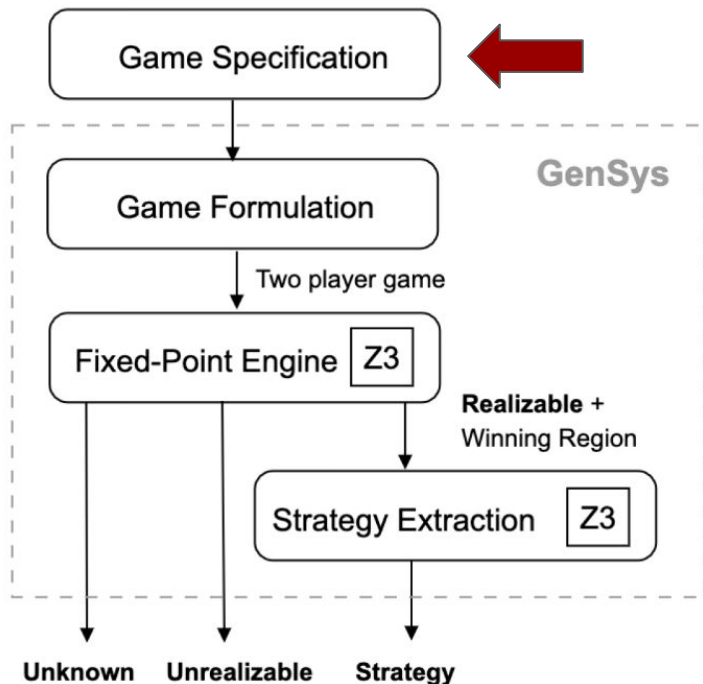 Game Specification
GenSys
Game Formulation
Two player game
Fixed-Point Engine Z3
Realizable +
Winning Region
Strategy Extraction Z3
Unknown Unrealizable Strategy